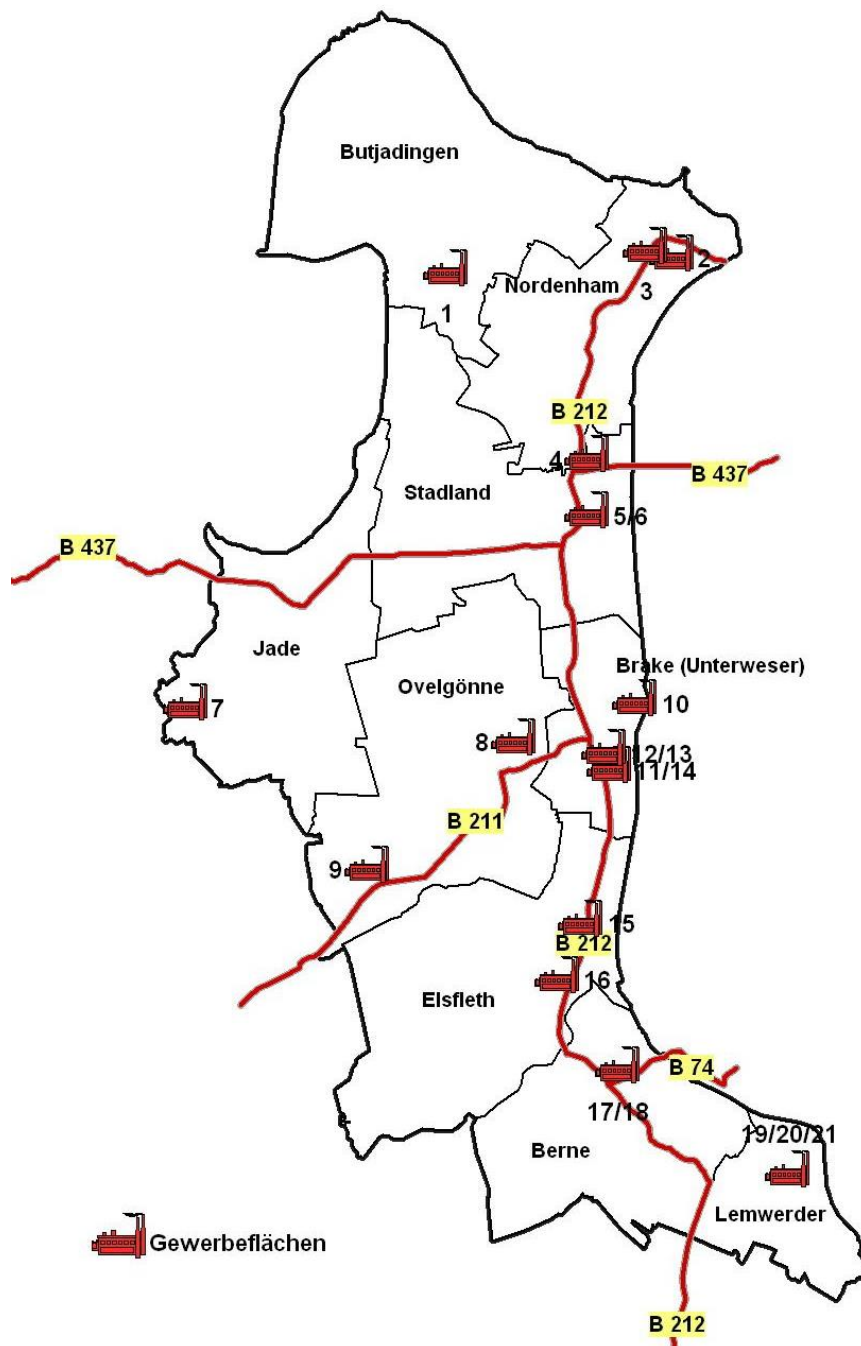 Butjadingen
2
Nordenham
3
1
B 212
4
B 437
Stadland
5/6
B 437
Jade
Brake (Unterweser)
Ovelgönne
7
10
8
12/13
11/14
B 211
9
15
B 212
16
Elsfleth
B 74
17/18
19/20/21
Berne
Lemwerder
Gewerbeflächen
B 212